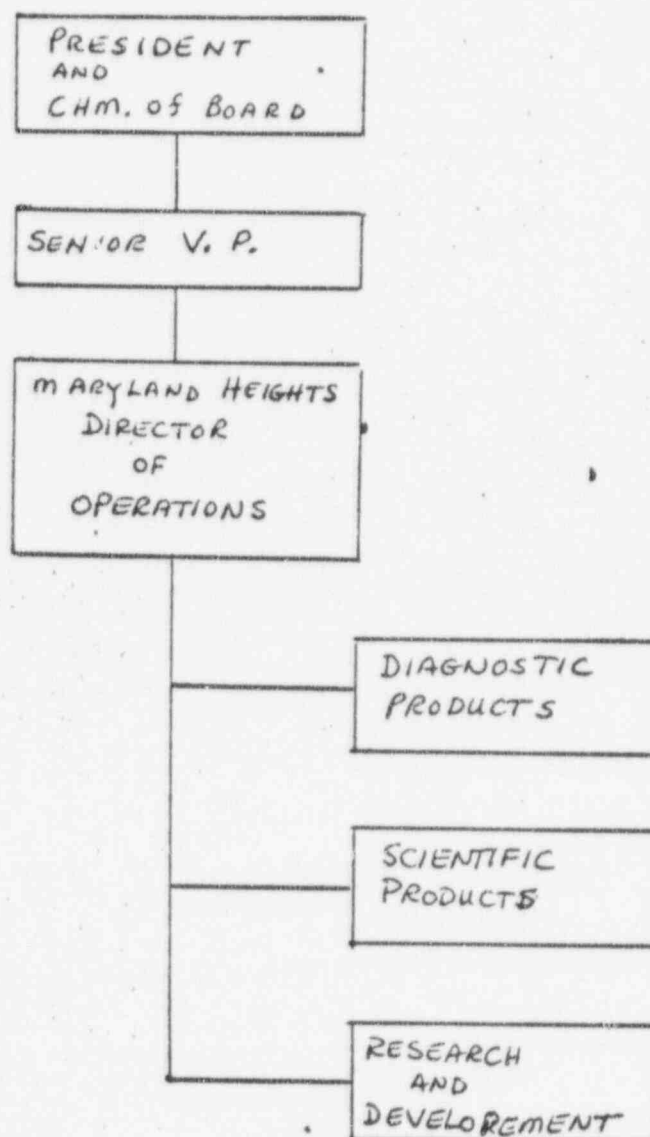 PRESIDENT
AND
CHM. of BOARD
SENIOR V. P.
MARYLAND HEIGHTS
DIRECTOR
OF
OPERATIONS
DIAGNOSTIC
PRODUCTS
SCIENTIFIC
PRODUCTS
RESEARCH
AND
DEVELOREMENT